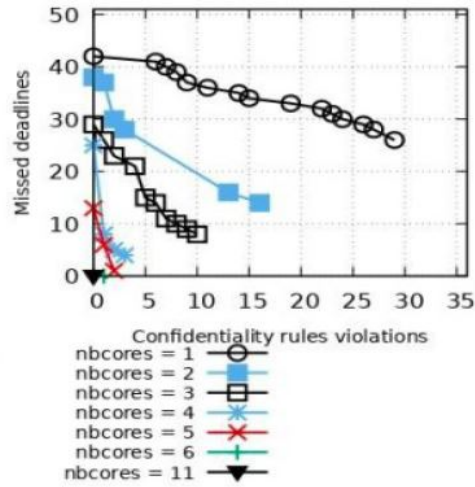 50
40
30
20
10
0
Missed deadlines
0 5 10 15 20 25 30 35
Confidentiality rules violations
nbcores = 1
nbcores = 2
nbcores = 3
nbcores = 4
nbcores = 5
nbcores = 6
nbcores = 11